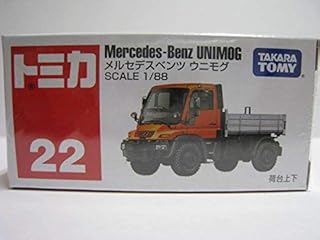 トミカ
22
Mercedes-Benz UNIMOG
メルセデスベンツ ウニモグ
SCALE 1/88
TAKARA
TOMY
荷台上下